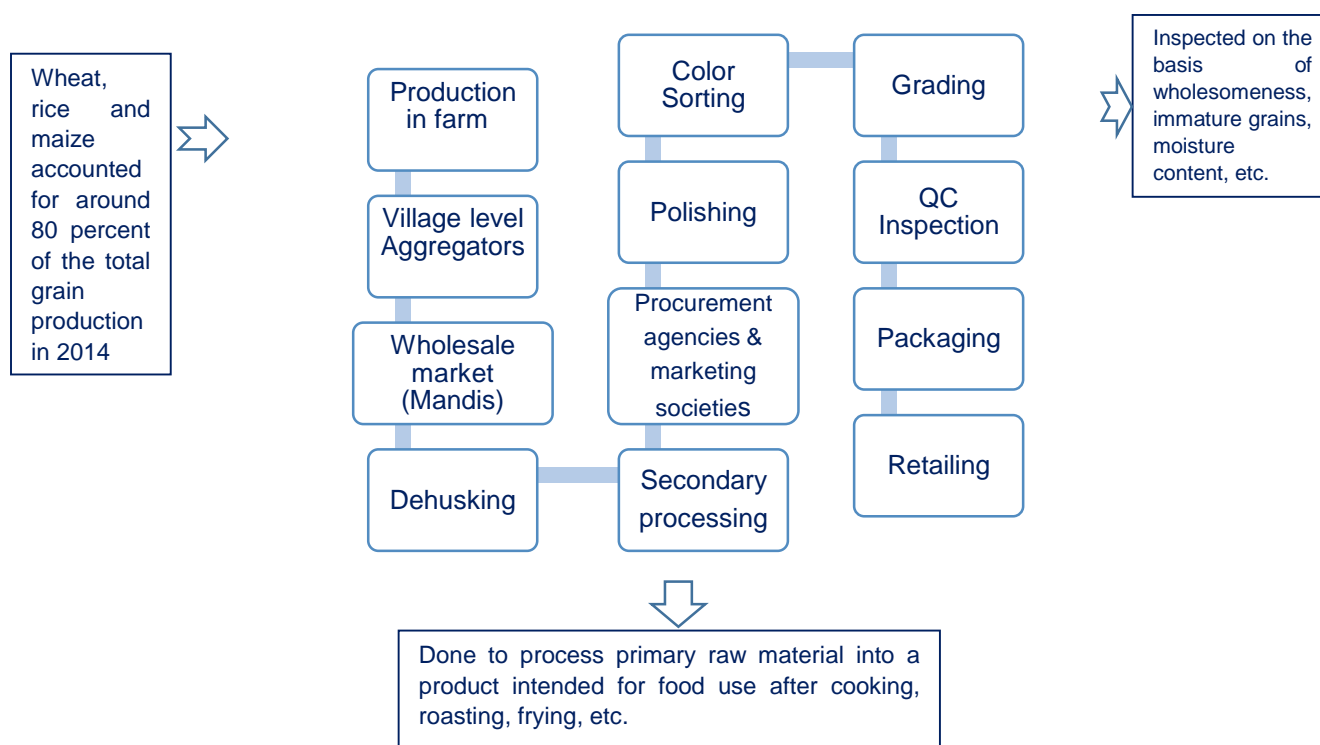 Wheat,
rice and
maize
accounted
for around
80 percent
of the total
grain
production
in 2014
Production
in farm
Village level
Aggregators
Wholesale
market
(Mandis)
Dehusking
Secondary
processing
Procurement
agencies &
marketing
societies
Polishing
Color
Sorting
Grading
QC
Inspection
Packaging
Retailing
Inspected on the
basis of
wholesomeness,
immature grains,
moisture
content, etc.
Done to process primary raw material into a
product intended for food use after cooking,
roasting, frying, etc.